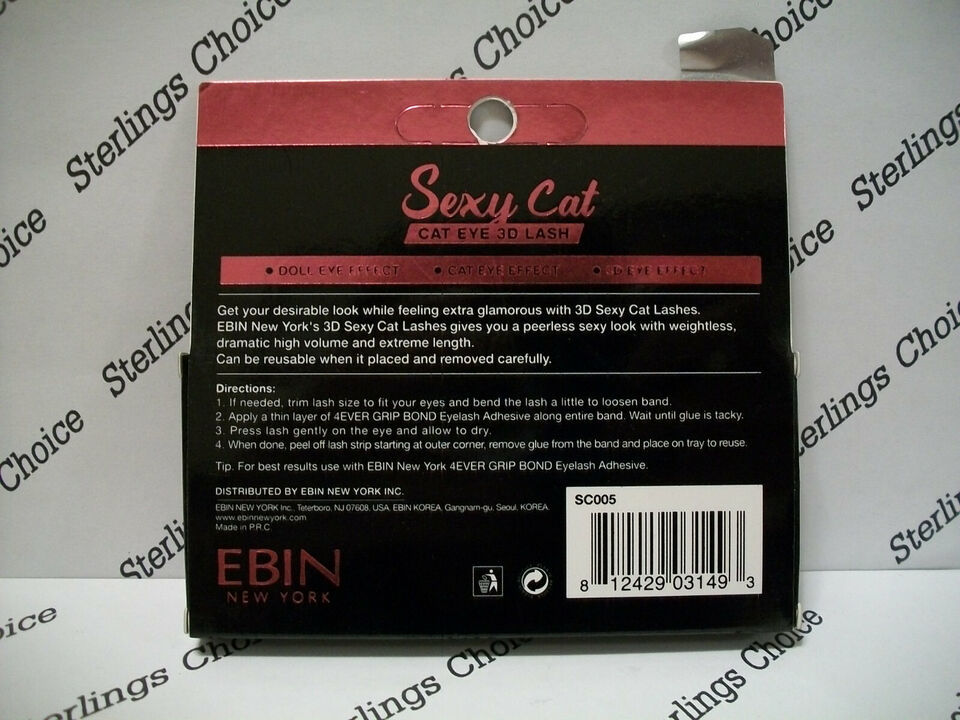 Sterlings Choice
Sexy Cat
CAT EYE 3D LASH
• DOLL EYE EFFECT • CAT EYE EFFECT • 3D EYE EFFECT
Get your desirable look while feeling extra glamorous with 3D Sexy Cat Lashes.
EBIN New York's 3D Sexy Cat Lashes gives you a peerless sexy look with weightless,
dramatic high volume and extreme length.
Can be reusable when it placed and removed carefully.
Directions:
1. If needed, trim lash size to fit your eyes and bend the lash a little to loosen band.
2. Apply a thin layer of 4EVER GRIP BOND Eyelash Adhesive along entire band. Wait until glue is tacky.
3. Press lash gently on the eye and allow to dry.
4. When done, peel off lash strip starting at outer corner, remove glue from the band and place on tray to reuse.
Tip. For best results use with EBIN New York 4EVER GRIP BOND Eyelash Adhesive.
DISTRIBUTED BY EBIN NEW YORK INC.
EBIN NEW YORK Inc., Teterboro, NJ 07608. USA. EBIN KOREA, Gangnam-gu, Seoul, KOREA.
www.ebinnewyork.com
Made in P.R.C
SC005
8 12429 03149 3
EBIN
NEW YORK
Sterlings Choice
Sterlings Choice
Sterlings Choice